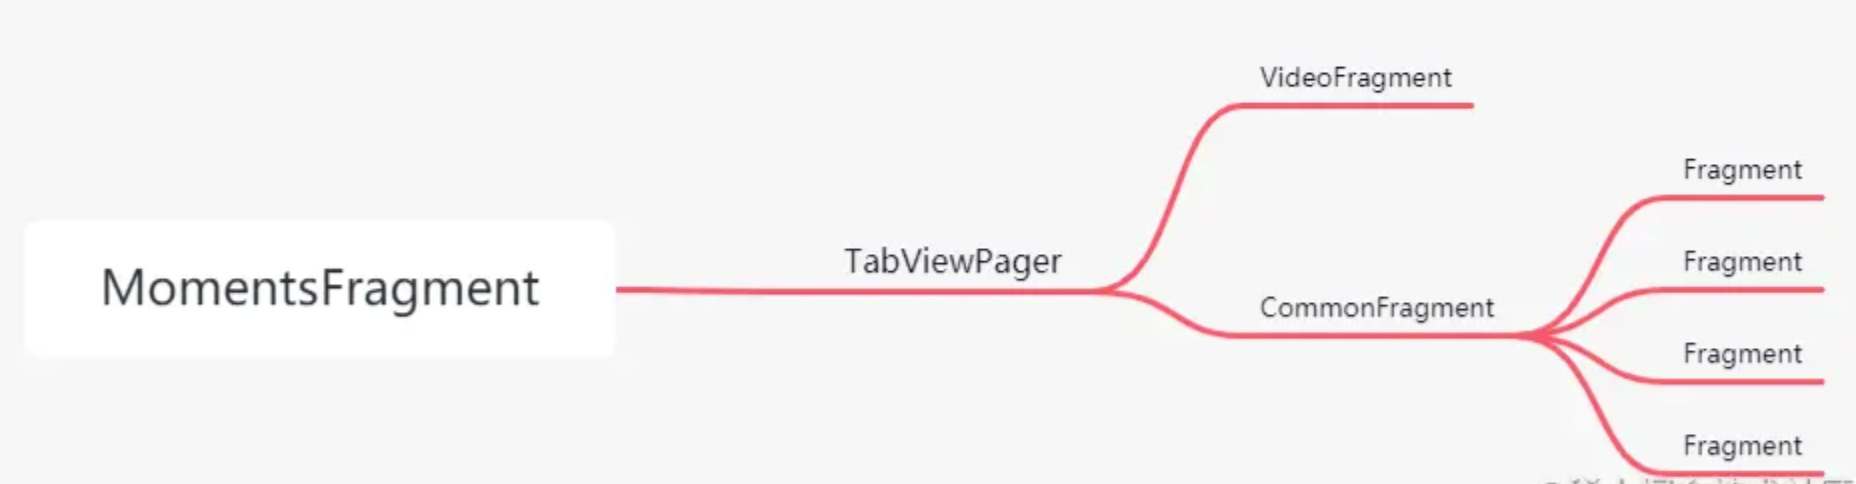 MomentsFragment
TabViewPager
VideoFragment
CommonFragment
Fragment
Fragment
Fragment
Fragment